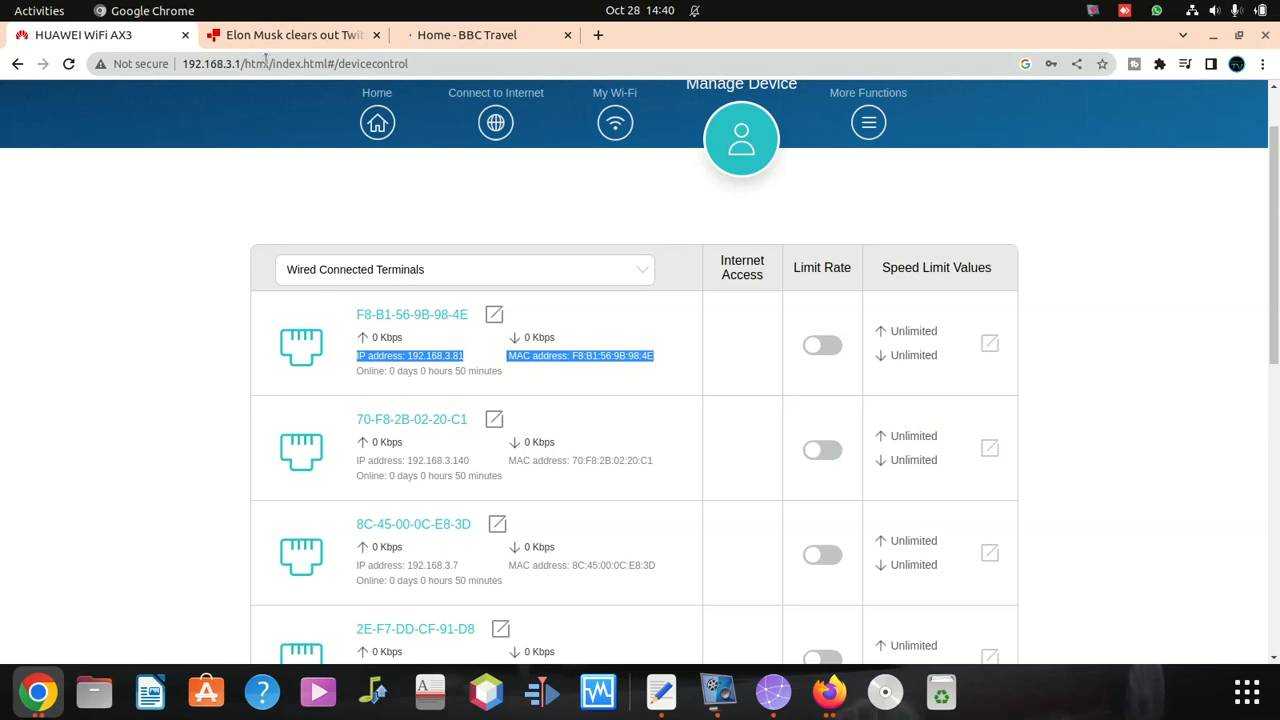 Activities
Google Chrome
Oct 28 14:40
HUAWEI WiFi AX3
Elon Musk clears out Twit
Home - BBC Travel
Not secure
192.168.3.1/html/index.html#/devicecontrol
Home
Connect to Internet
My Wi-Fi
Manage Device
More Functions
Wired Connected Terminals
Internet Access
Limit Rate
Speed Limit Values
F8-B1-56-9B-98-4E
0 Kbps 0 Kbps
IP address: 192.168.3.81 MAC address: F8:B1:56:9B:98:4E
Online: 0 days 0 hours 50 minutes
Unlimited
Unlimited
70-F8-2B-02-20-C1
0 Kbps 0 Kbps
IP address: 192.168.3.140 MAC address: 70:F8:2B:02:20:C1
Online: 0 days 0 hours 50 minutes
Unlimited
Unlimited
8C-45-00-0C-E8-3D
0 Kbps 0 Kbps
IP address: 192.168.3.7 MAC address: 8C:45:00:0C:E8:3D
Online: 0 days 0 hours 50 minutes
Unlimited
Unlimited
2E-F7-DD-CF-91-D8
0 Kbps 0 Kbps
Unlimited